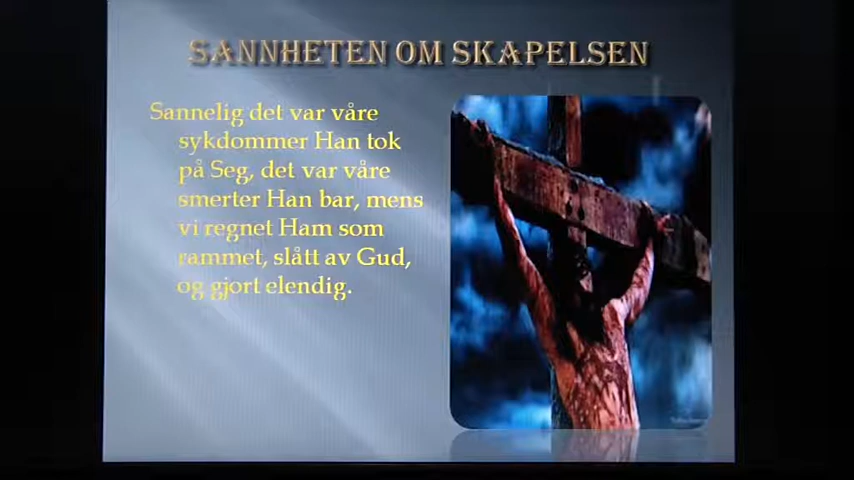 SANNHETEN OM SKAPELSEN
Sannelig det var våre
sykdommer Han tok
på Seg, det var våre
smerter Han bar, mens
vi regnet Ham som
rammet, slått av Gud,
og gjort elendig.